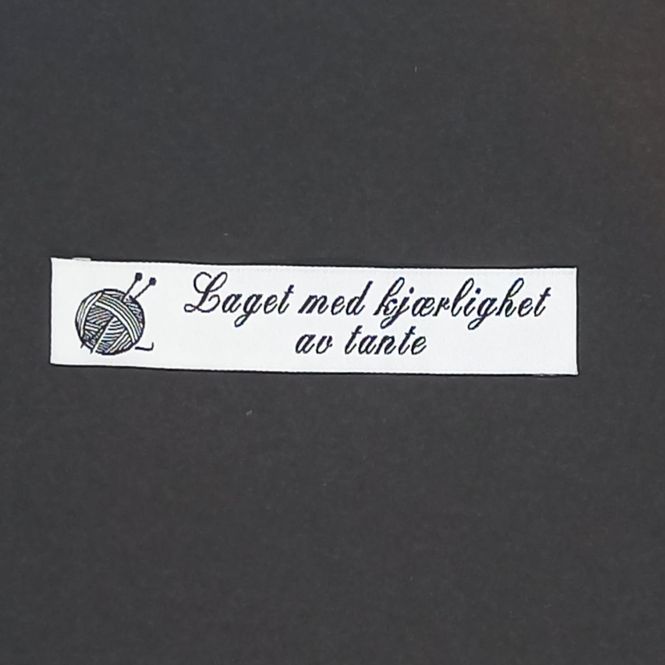 Laget med kjærlighet
av tante